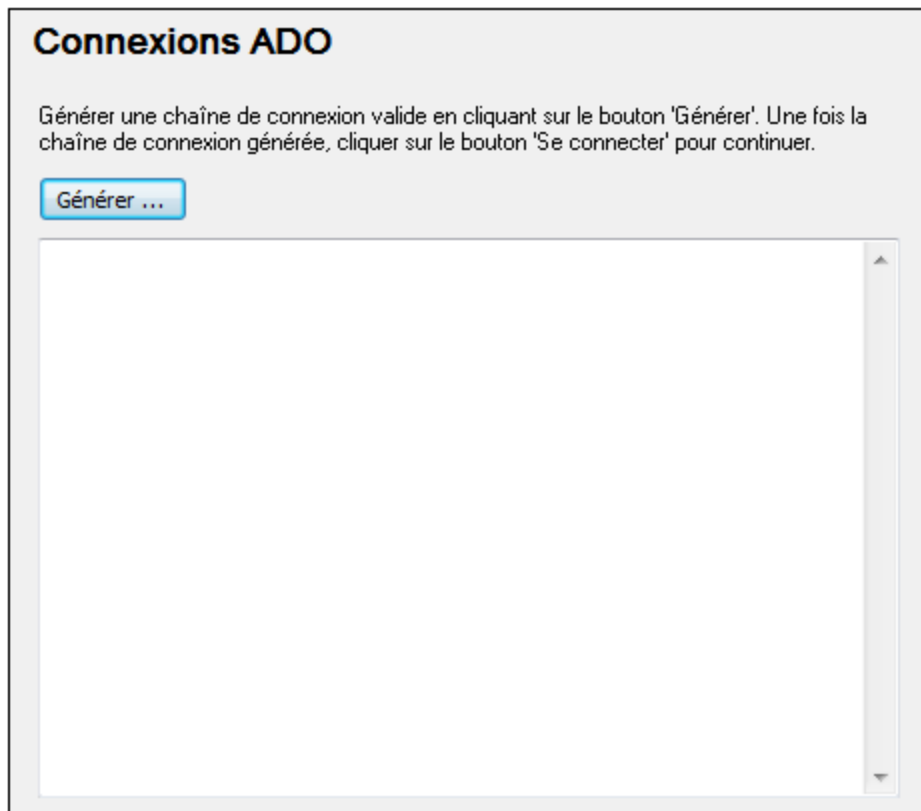 Connexions ADO
Générer une chaîne de connexion valide en cliquant sur le bouton 'Générer'. Une fois la
chaîne de connexion générée, cliquer sur le bouton 'Se connecter' pour continuer.
Générer ...